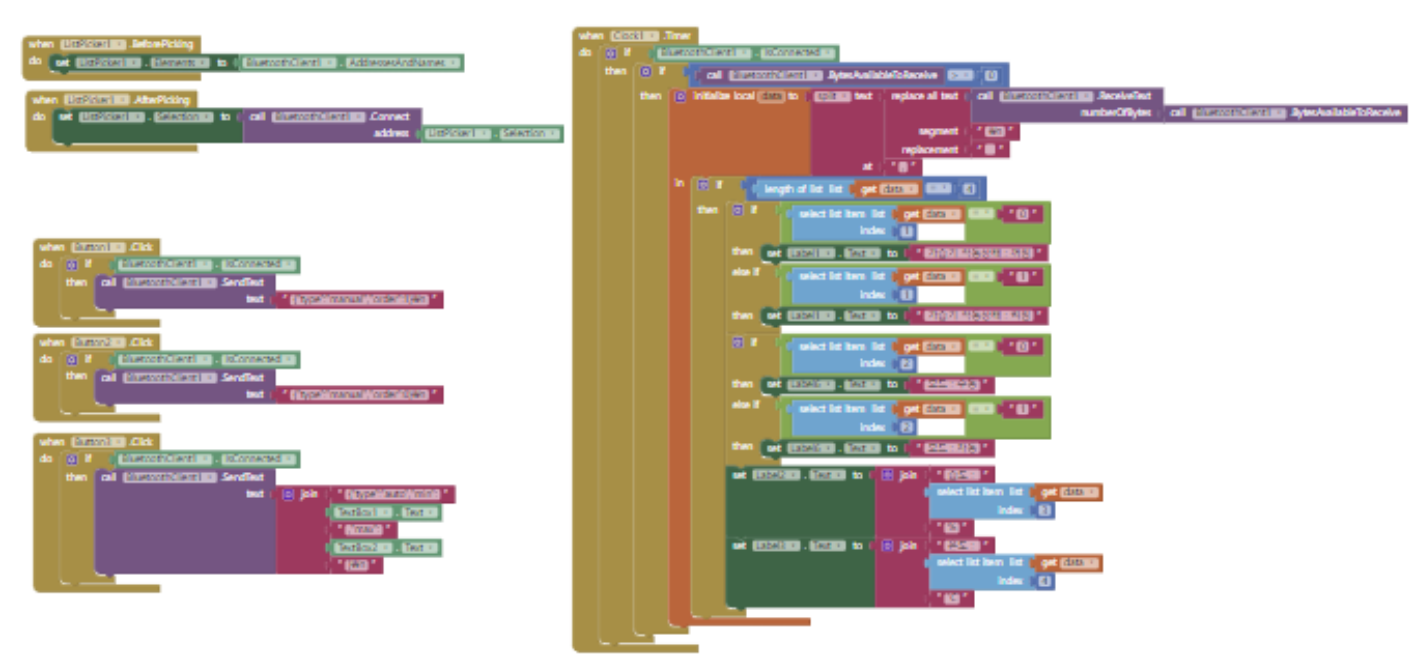 when ListPicker1 .BeforePicking
do set ListPicker1 . Elements to BluetoothClient1 . AddressesAndNames
when ListPicker1 .AfterPicking
do set ListPicker1 . Selection to call BluetoothClient1 .Connect
address ListPicker1 . Selection
when Button1 .Click
do if BluetoothClient1 . IsConnected
then call BluetoothClient1 .SendText
text
when Button2 .Click
do if BluetoothClient1 . IsConnected
then call BluetoothClient1 .SendText
text
when Button3 .Click
do if BluetoothClient1 . IsConnected
then call BluetoothClient1 .SendText
text join
TextBox1 . Text
TextBox2 . Text
when Clock1 .Timer
do if BluetoothClient1 . IsConnected
then if call BluetoothClient1 .BytesAvailableToReceive > 0
then initialize local data to split text replace all text call BluetoothClient1 .ReceiveText
numberOfBytes call BluetoothClient1 .BytesAvailableToReceive
segment
replacement
at
in if length of list list get data = 4
then if select list item list get data = " 0 "
index 1
then set Label1 . Text to
else if select list item list get data = " 1 "
index 1
then set Label1 . Text to
if select list item list get data = " 0 "
index 2
then set . Text to
else if select list item list get data = " 1 "
index 2
then set . Text to
set Label2 . Text to join
select list item list get data
index 3
" % "
set Label3 . Text to join
select list item list get data
index 4